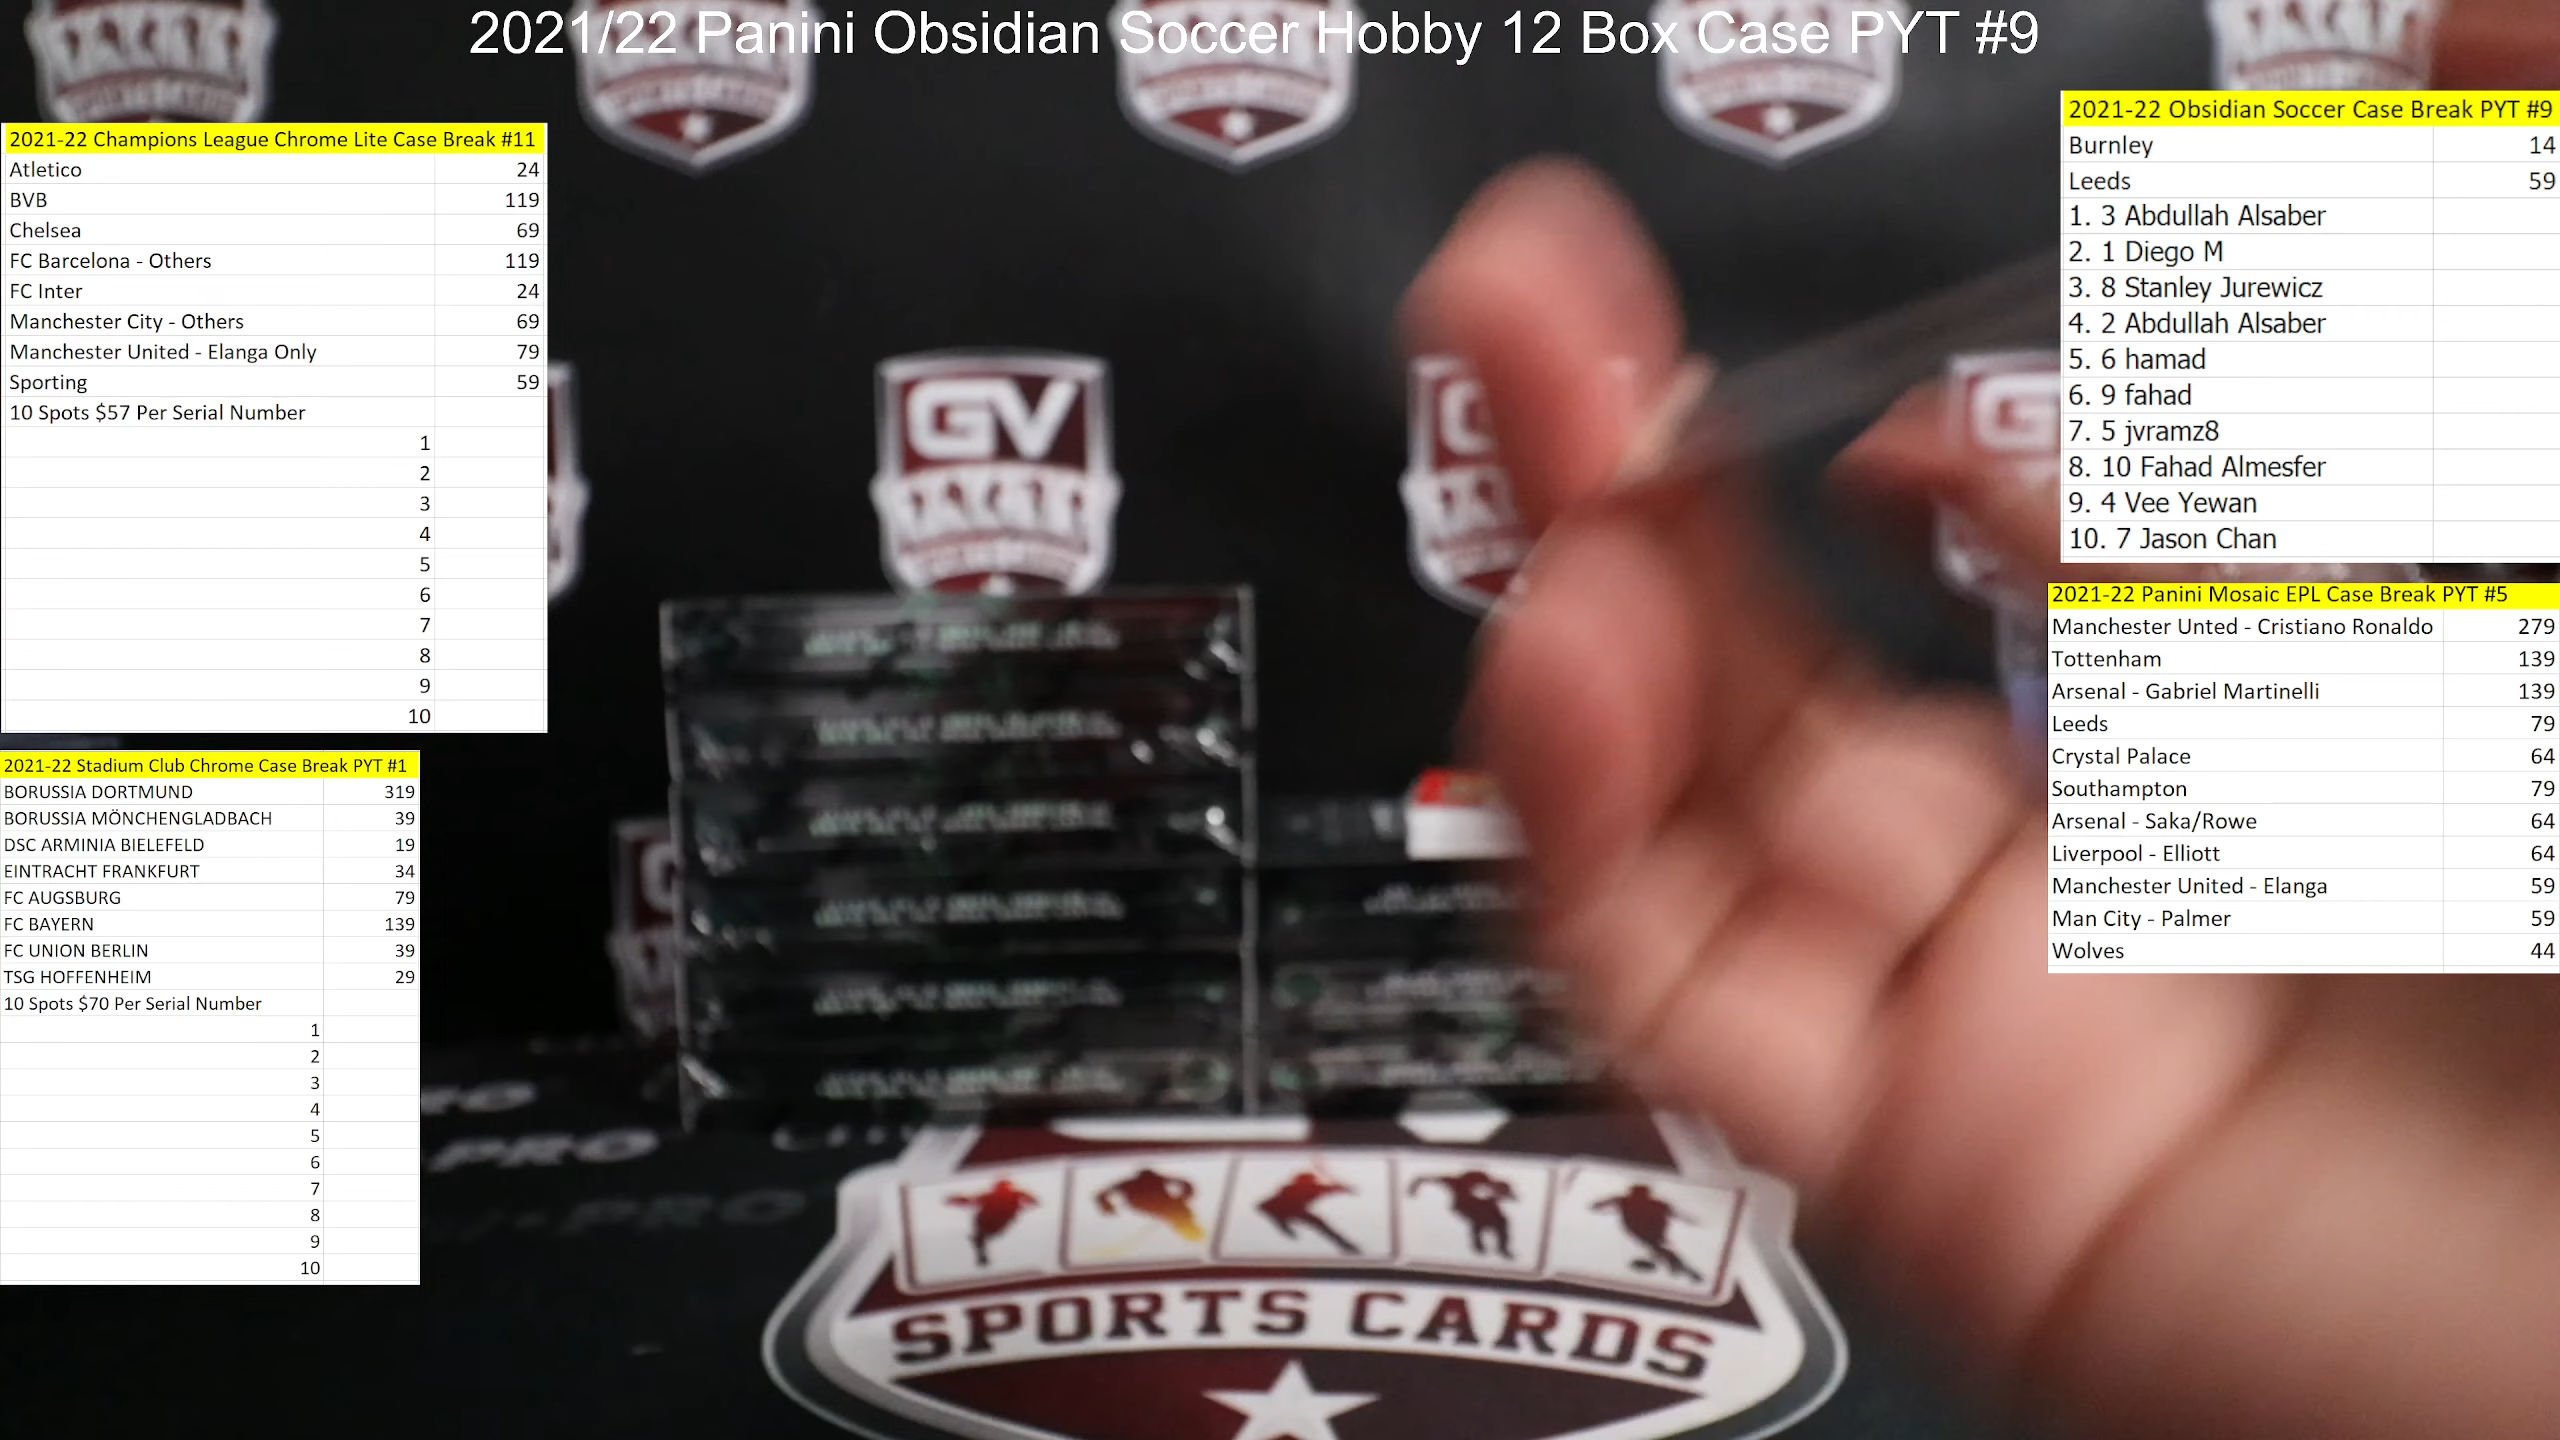 2021/22 Panini Obsidian Soccer Hobby 12 Box Case PYT #9
2021-22 Champions League Chrome Lite Case Break #11
Atletico 24
BVB 119
Chelsea 69
FC Barcelona - Others 119
FC Inter 24
Manchester City - Others 69
Manchester United - Elanga Only 79
Sporting 59
10 Spots $57 Per Serial Number
1
2
3
4
5
6
7
8
9
10
2021-22 Stadium Club Chrome Case Break PYT #1
BORUSSIA DORTMUND 319
BORUSSIA MÖNCHENGLADBACH 39
DSC ARMINIA BIELEFELD 19
EINTRACHT FRANKFURT 34
FC AUGSBURG 79
FC BAYERN 139
FC UNION BERLIN 39
TSG HOFFENHEIM 29
10 Spots $70 Per Serial Number
1
2
3
4
5
6
7
8
9
10
2021-22 Obsidian Soccer Case Break PYT #9
Burnley 14
Leeds 59
1. 3 Abdullah Alsaber
2. 1 Diego M
3. 8 Stanley Jurewicz
4. 2 Abdullah Alsaber
5. 6 hamad
6. 9 fahad
7. 5 jvramz8
8. 10 Fahad Almesfer
9. 4 Vee Yewan
10. 7 Jason Chan
2021-22 Panini Mosaic EPL Case Break PYT #5
Manchester Unted - Cristiano Ronaldo 279
Tottenham 139
Arsenal - Gabriel Martinelli 139
Leeds 79
Crystal Palace 64
Southampton 79
Arsenal - Saka/Rowe 64
Liverpool - Elliott 64
Manchester United - Elanga 59
Man City - Palmer 59
Wolves 44
GV
PRO
SPORTS CARDS